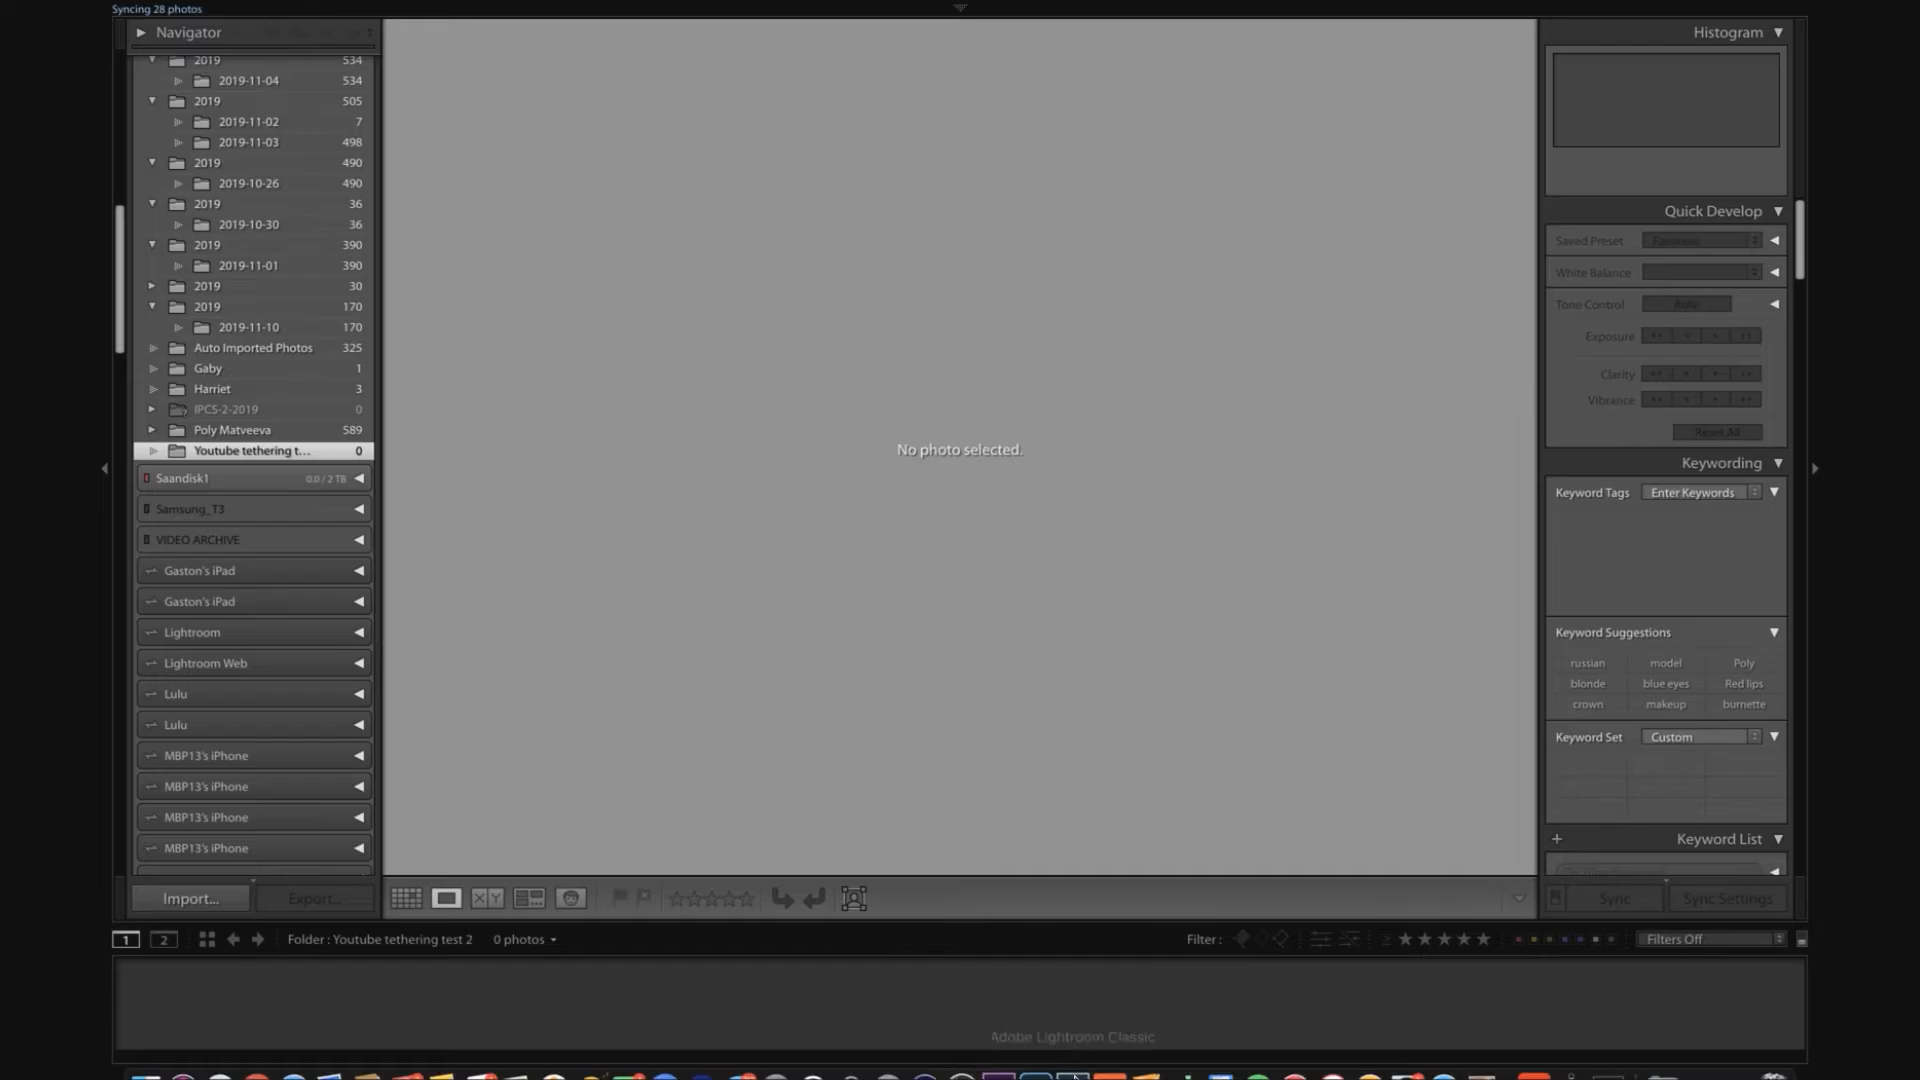 Syncing 28 photos
Navigator
2019 534
2019-11-04 534
2019 505
2019-11-02 7
2019-11-03 498
2019 490
2019-10-26 490
2019 36
2019-10-30 36
2019 390
2019-11-01 390
2019 30
2019 170
2019-11-10 170
Auto Imported Photos 325
Gaby 1
Harriet 3
IPCS-2-2019 0
Poly Matveeva 589
Youtube tethering t... 0
Saandisk1 0.0 / 2 TB
Samsung_T3
VIDEO ARCHIVE
Gaston's iPad
Gaston's iPad
Lightroom
Lightroom Web
Lulu
Lulu
MBP13's iPhone
MBP13's iPhone
MBP13's iPhone
MBP13's iPhone
Import...
Export...
No photo selected.
Histogram
Quick Develop
Saved Preset
White Balance
Tone Control Auto
Exposure
Clarity
Vibrance
Reset All
Keywording
Keyword Tags Enter Keywords
Keyword Suggestions
russian model Poly
blonde blue eyes Red lips
crown makeup burnette
Keyword Set Custom
Keyword List
X Y
Sync Sync Settings
1 2 Folder : Youtube tethering test 2 0 photos
Filter : ≥ Filters Off
Adobe Lightroom Classic